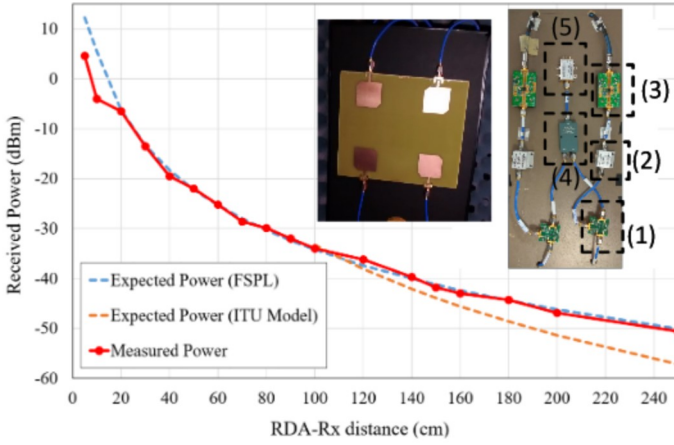 Received Power (dBm)
10
0
-10
-20
-30
-40
-50
-60
(5)
(3)
(2)
(4)
(1)
Expected Power (FSPL)
Expected Power (ITU Model)
Measured Power
0 20 40 60 80 100 120 140 160 180 200 220 240
RDA-Rx distance (cm)